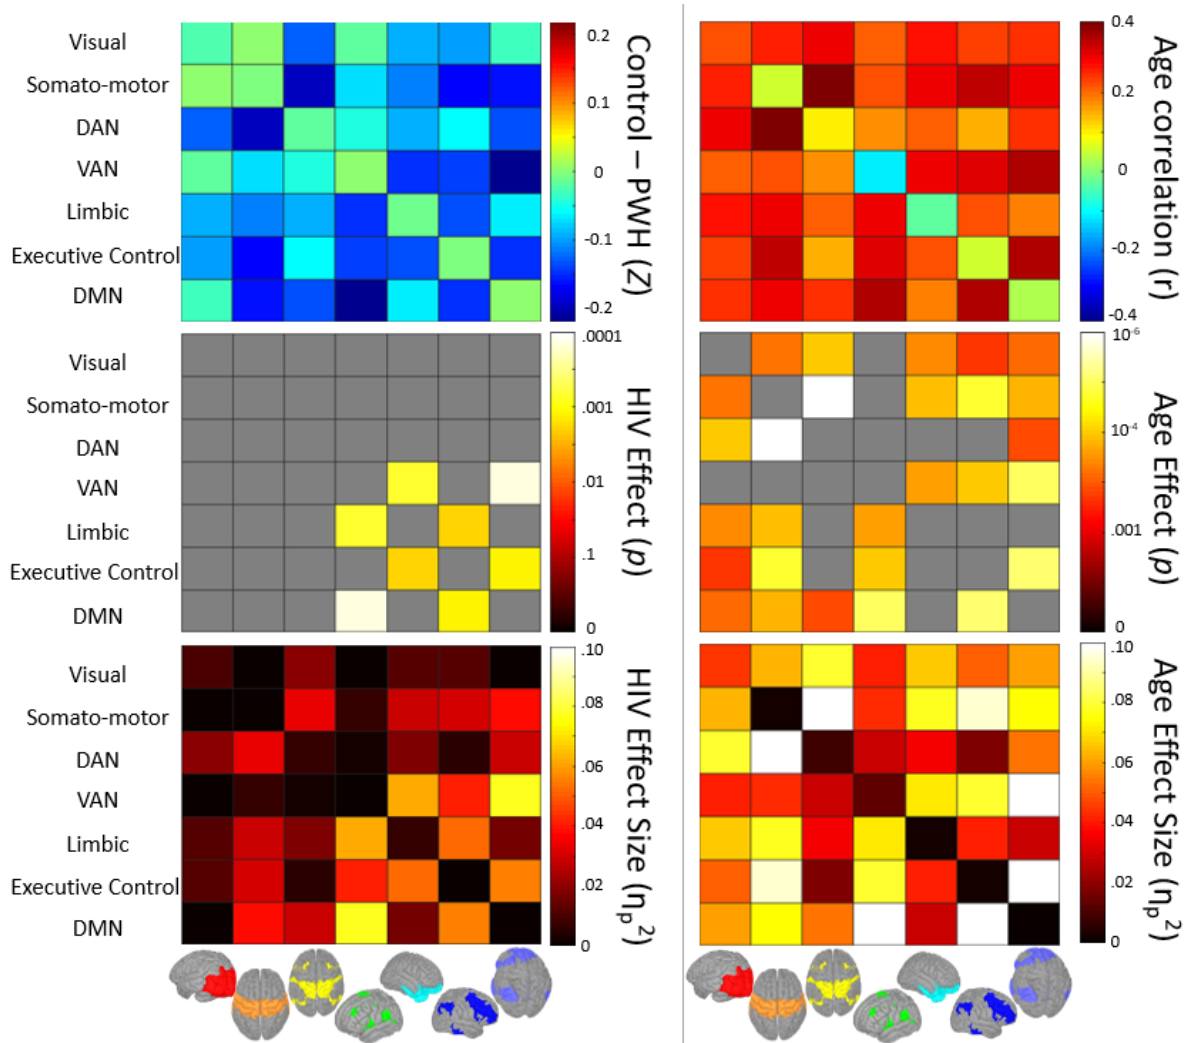 Visual
Somato-motor
DAN
VAN
Limbic
Executive Control
DMN
0.2
0.1
0
-0.1
-0.2
Control – PWH (Z)
0.4
0.2
0
-0.2
-0.4
Age correlation (r)
Visual
Somato-motor
DAN
VAN
Limbic
Executive Control
DMN
.0001
.001
.01
.1
0
HIV Effect (p)
10⁻⁶
10⁻⁴
.001
0
Age Effect (p)
Visual
Somato-motor
DAN
VAN
Limbic
Executive Control
DMN
.10
.08
.06
.04
.02
0
HIV Effect Size (ηₚ²)
.10
.08
.06
.04
.02
0
Age Effect Size (ηₚ²)